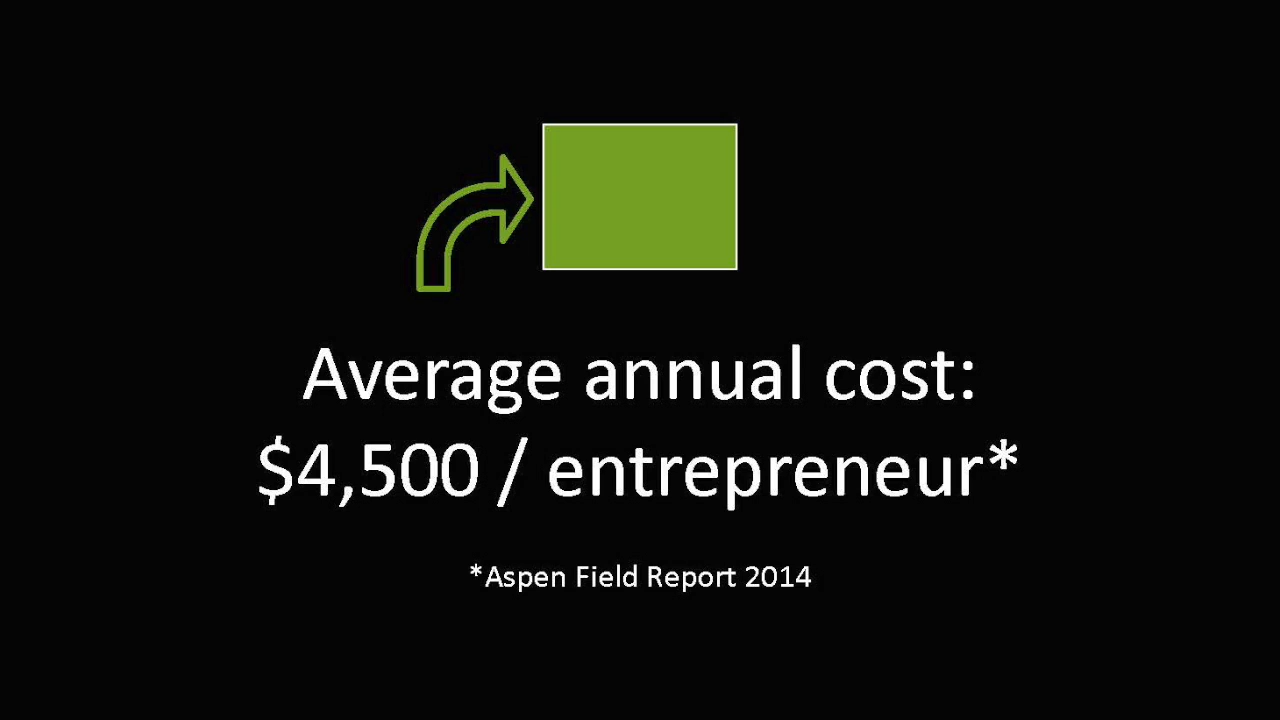 Average annual cost:
$4,500 / entrepreneur*
*Aspen Field Report 2014